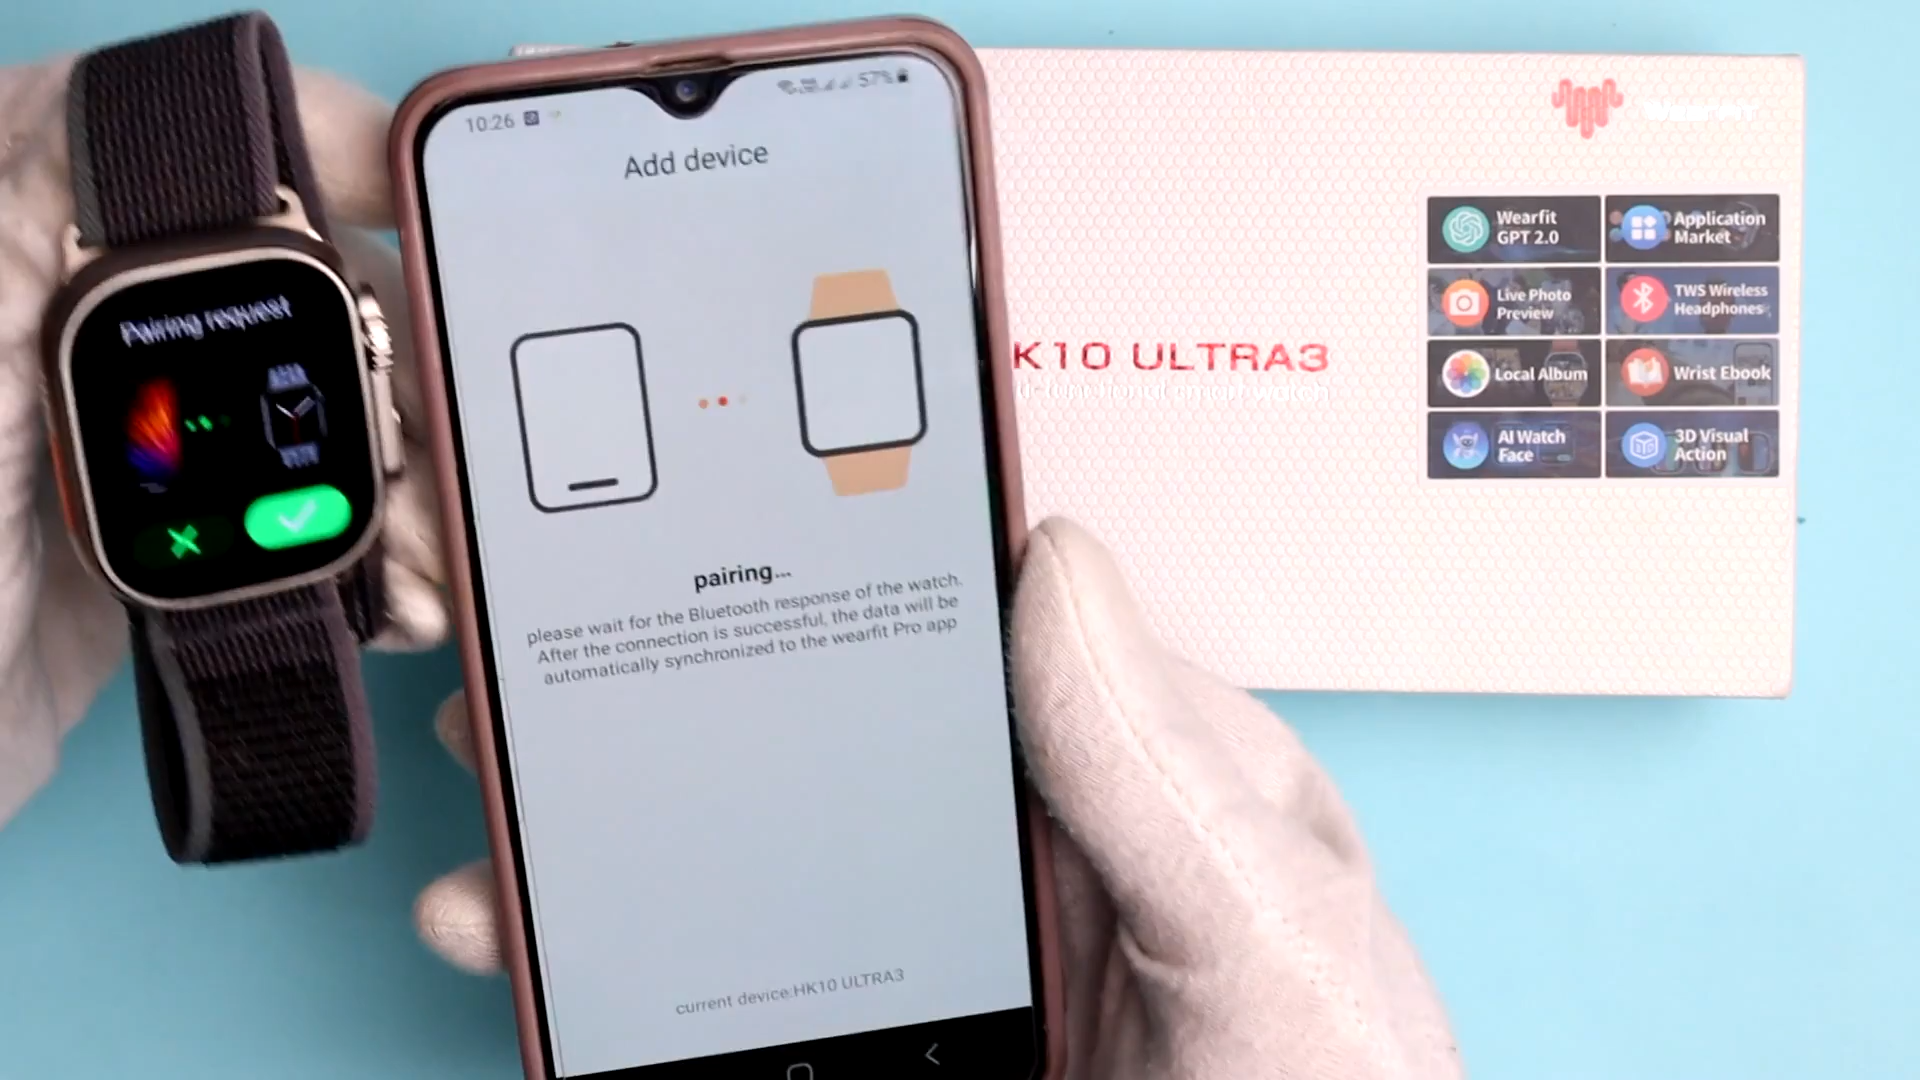 Pairing request
10:26
57%
Add device
pairing...
please wait for the Bluetooth response of the watch.
After the connection is successful, the data will be
automatically synchronized to the wearfit Pro app
current device:HK10 ULTRA3
K10 ULTRA3
Wearfit
GPT 2.0
Application
Market
Live Photo
Preview
TWS Wireless
Headphones
Local Album
Wrist Ebook
AI Watch
Face
3D Visual
Action